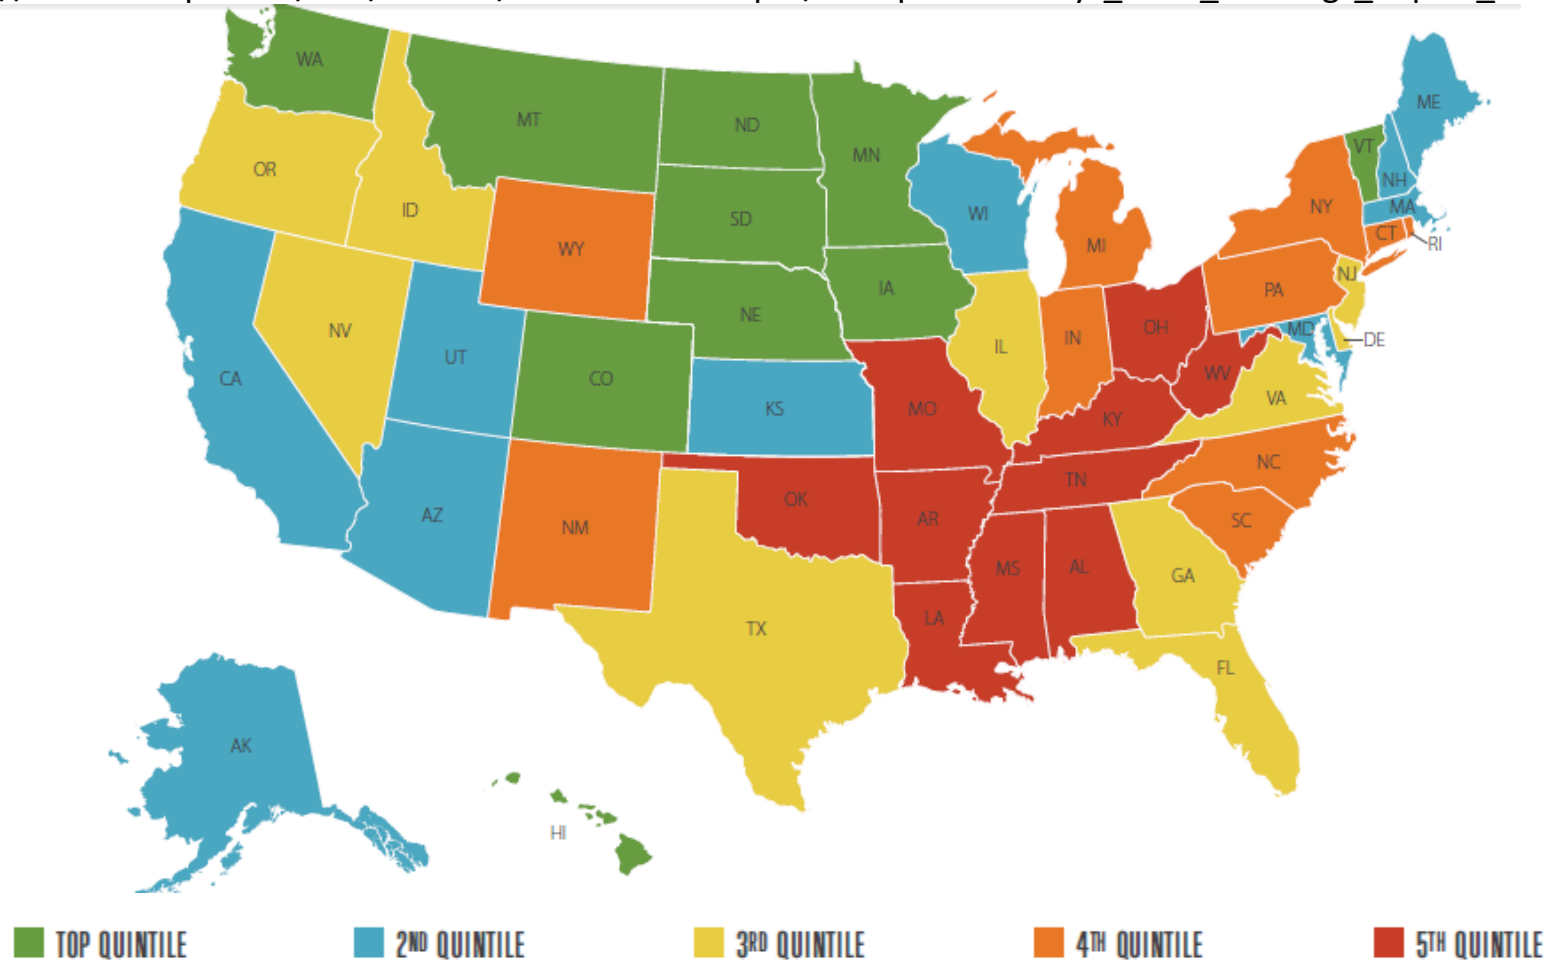 WA
ME
MT
ND
VT
MN
OR
NH
ID
SD
WI
NY
MA
CT
RI
WY
MI
NJ
IA
PA
NE
NV
OH
MD
IN
DE
IL
UT
CA
CO
WV
KS
MO
VA
KY
NC
TN
OK
AZ
AR
SC
NM
MS
AL
GA
LA
TX
FL
AK
HI
TOP QUINTILE 2ND QUINTILE 3RD QUINTILE 4TH QUINTILE 5TH QUINTILE